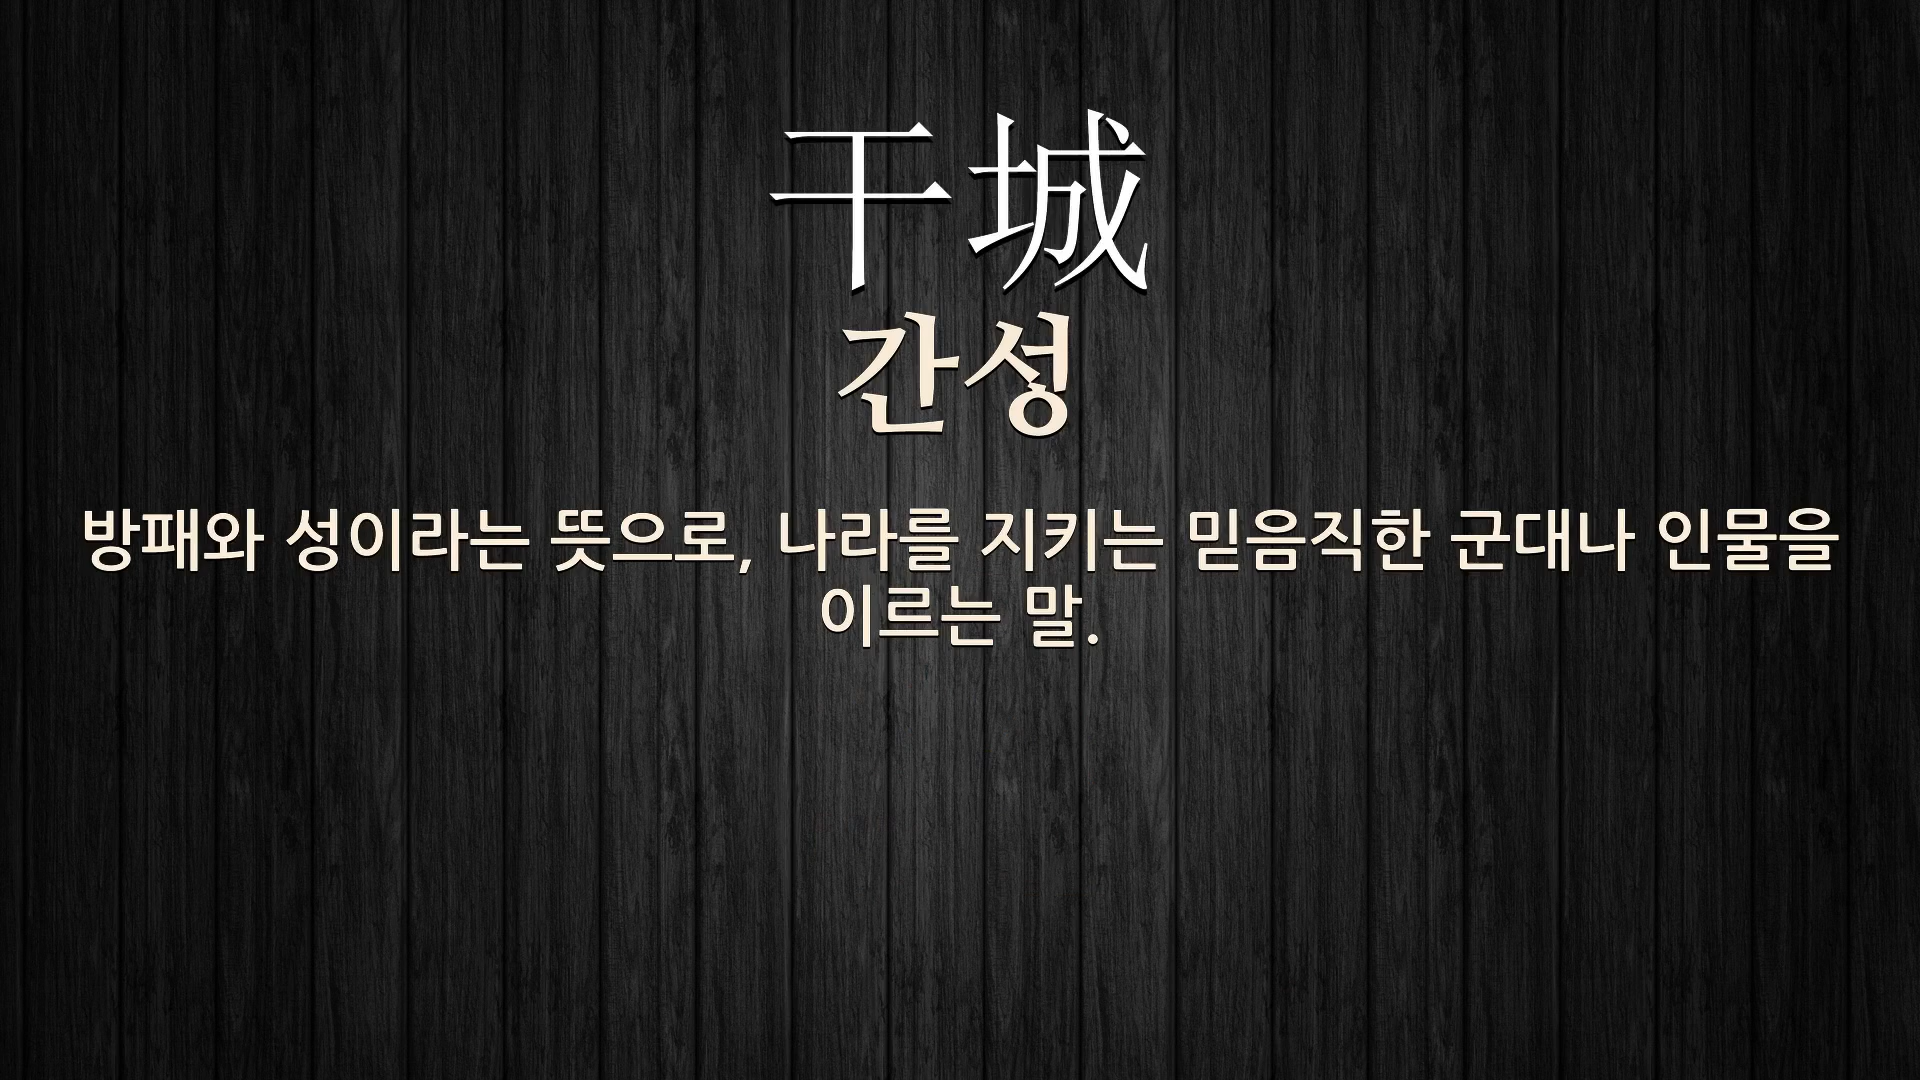 干城
간성
방패와 성이라는 뜻으로, 나라를 지키는 믿음직한 군대나 인물을
이르는 말.